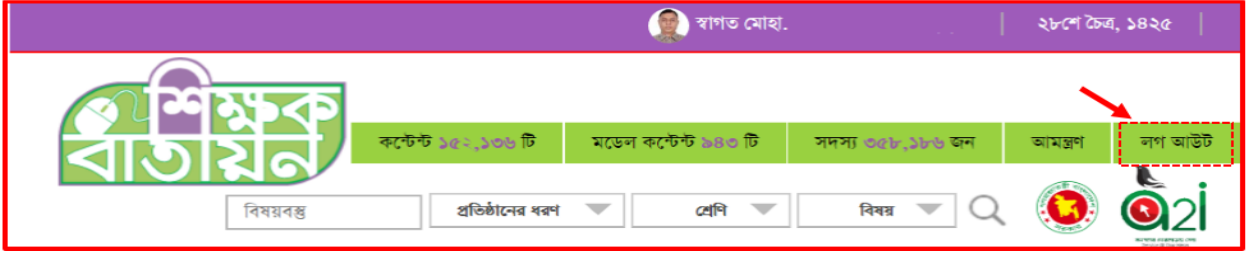 স্বাগত মোহা. | ২৮শে চৈত্র, ১৪২৫ |
শিক্ষক
বাতায়ন
কন্টেন্ট ১৫২,১৩৬ টি মডেল কন্টেন্ট ৯৪৩ টি সদস্য ৩৫৮,১৮৬ জন আমন্ত্রণ লগ আউট
বিষয়বস্তু প্রতিষ্ঠানের ধরণ শ্রেণি বিষয়
a2i